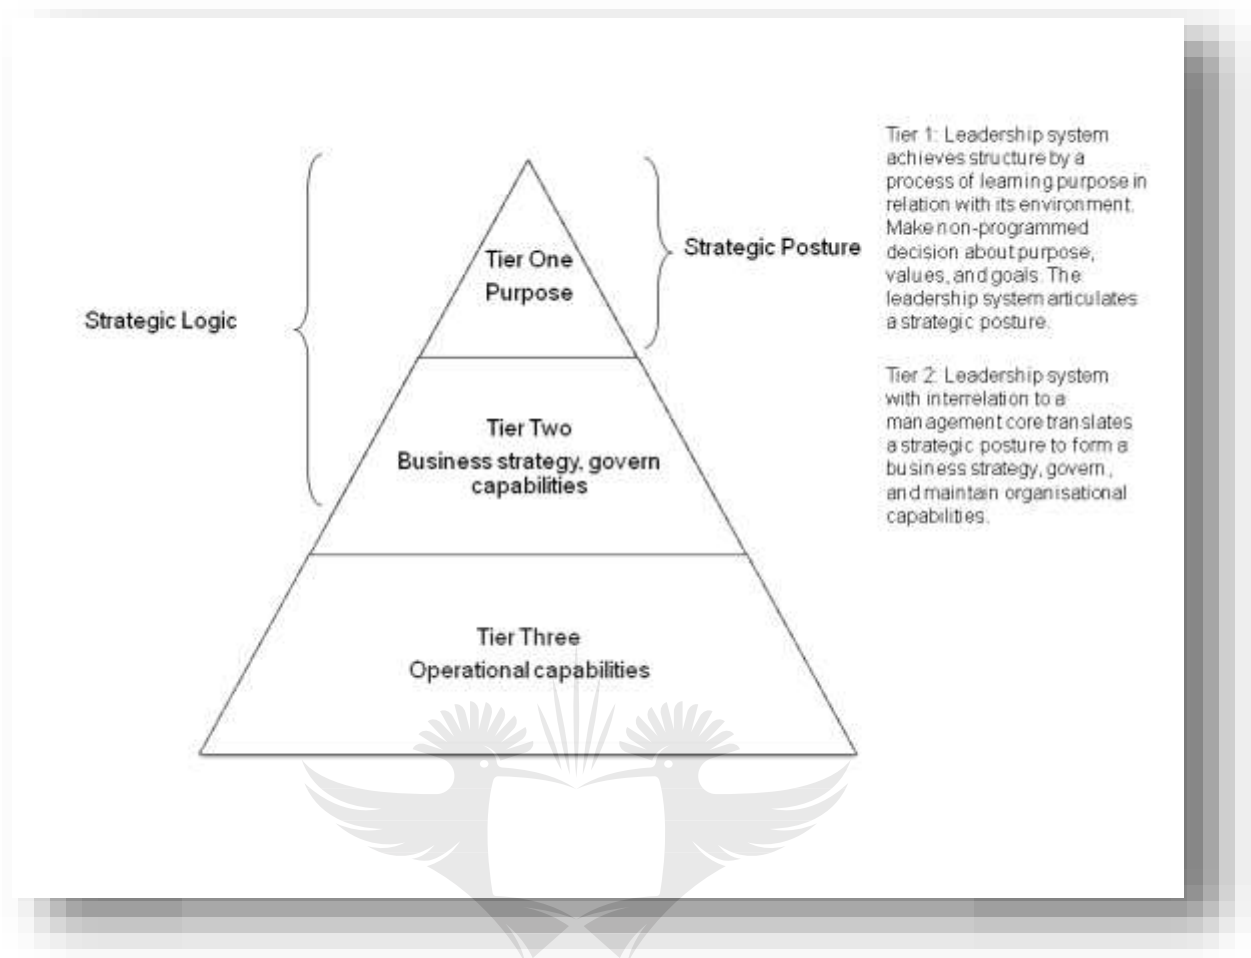 Strategic Logic
Tier One
Purpose
Strategic Posture
Tier Two
Business strategy, govern
capabilities
Tier Three
Operational capabilities
Tier 1: Leadership system
achieves structure by a
process of learning purpose in
relation with its environment.
Make non-programmed
decision about purpose,
values, and goals. The
leadership system articulates
a strategic posture.
Tier 2: Leadership system
with interrelation to a
management core translates
a strategic posture to form a
business strategy, govern,
and maintain organisational
capabilities.